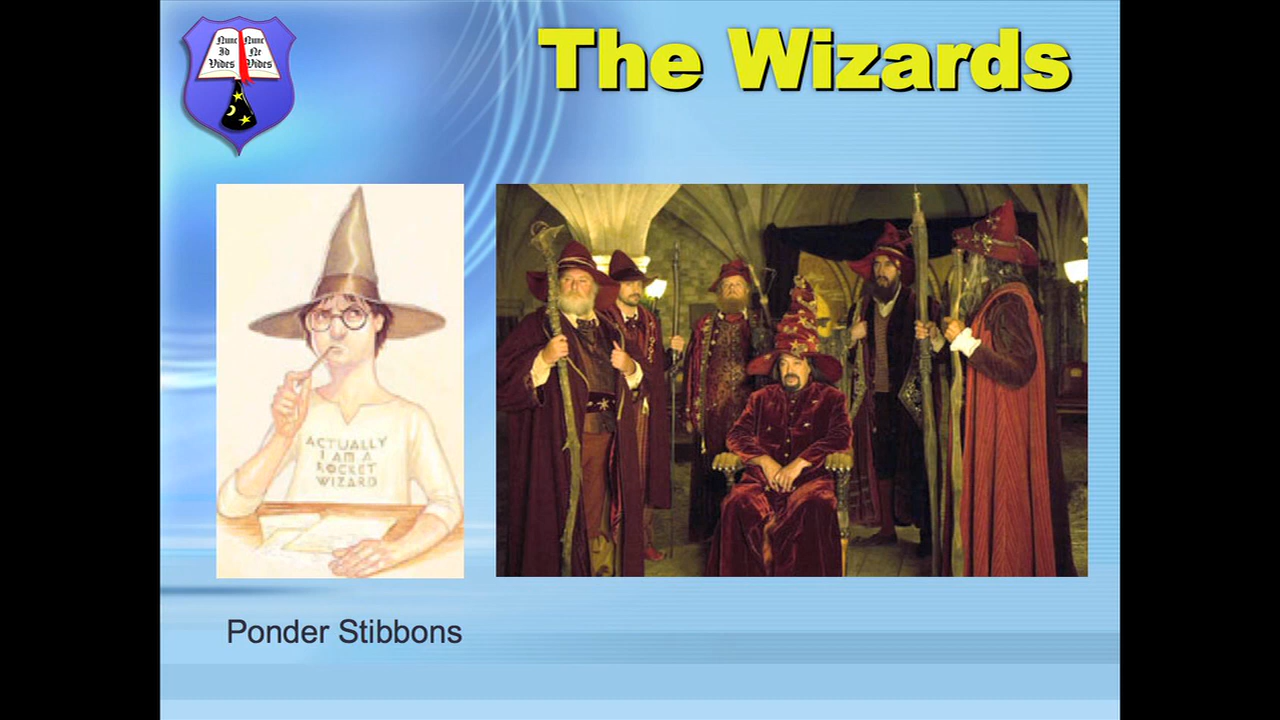 The Wizards
Nunc Nunc
Id Ne
Vides Vides
ACTUALLY
I AM A
ROCKET
WIZARD
Ponder Stibbons